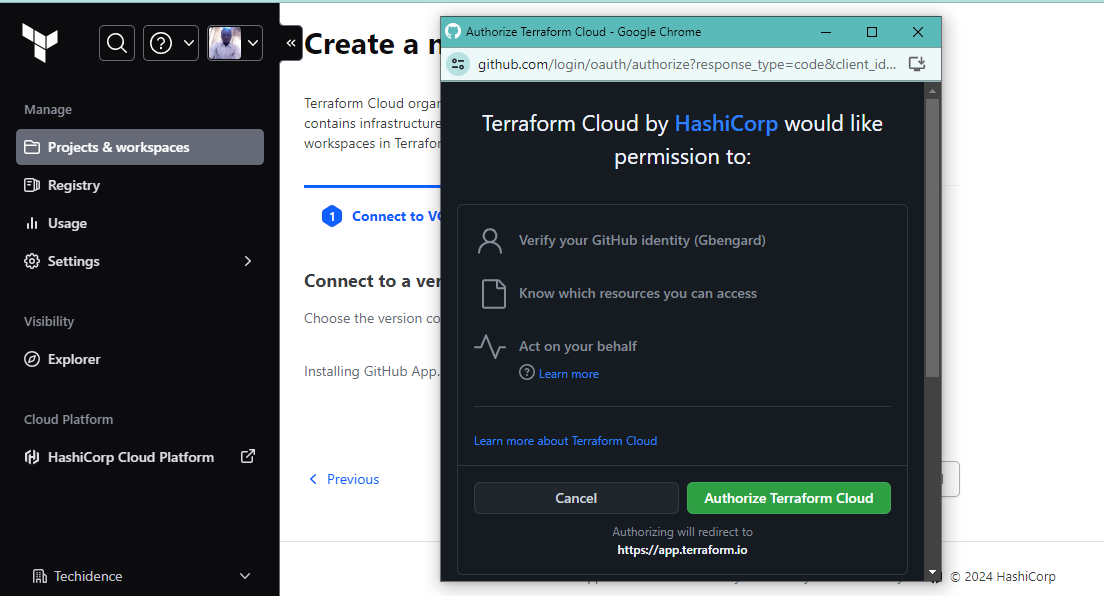 Create a n
Terraform Cloud organ
contains infrastructure
workspaces in Terrafor
1 Connect to VC
Connect to a ver
Choose the version co
Installing GitHub App.
Previous
© 2024 HashiCorp
Manage
Projects & workspaces
Registry
Usage
Settings
Visibility
Explorer
Cloud Platform
HashiCorp Cloud Platform
Techidence
Authorize Terraform Cloud - Google Chrome
github.com/login/oauth/authorize?response_type=code&client_id...
Terraform Cloud by HashiCorp would like
permission to:
Verify your GitHub identity (Gbengard)
Know which resources you can access
Act on your behalf
Learn more
Learn more about Terraform Cloud
Cancel
Authorize Terraform Cloud
Authorizing will redirect to
https://app.terraform.io